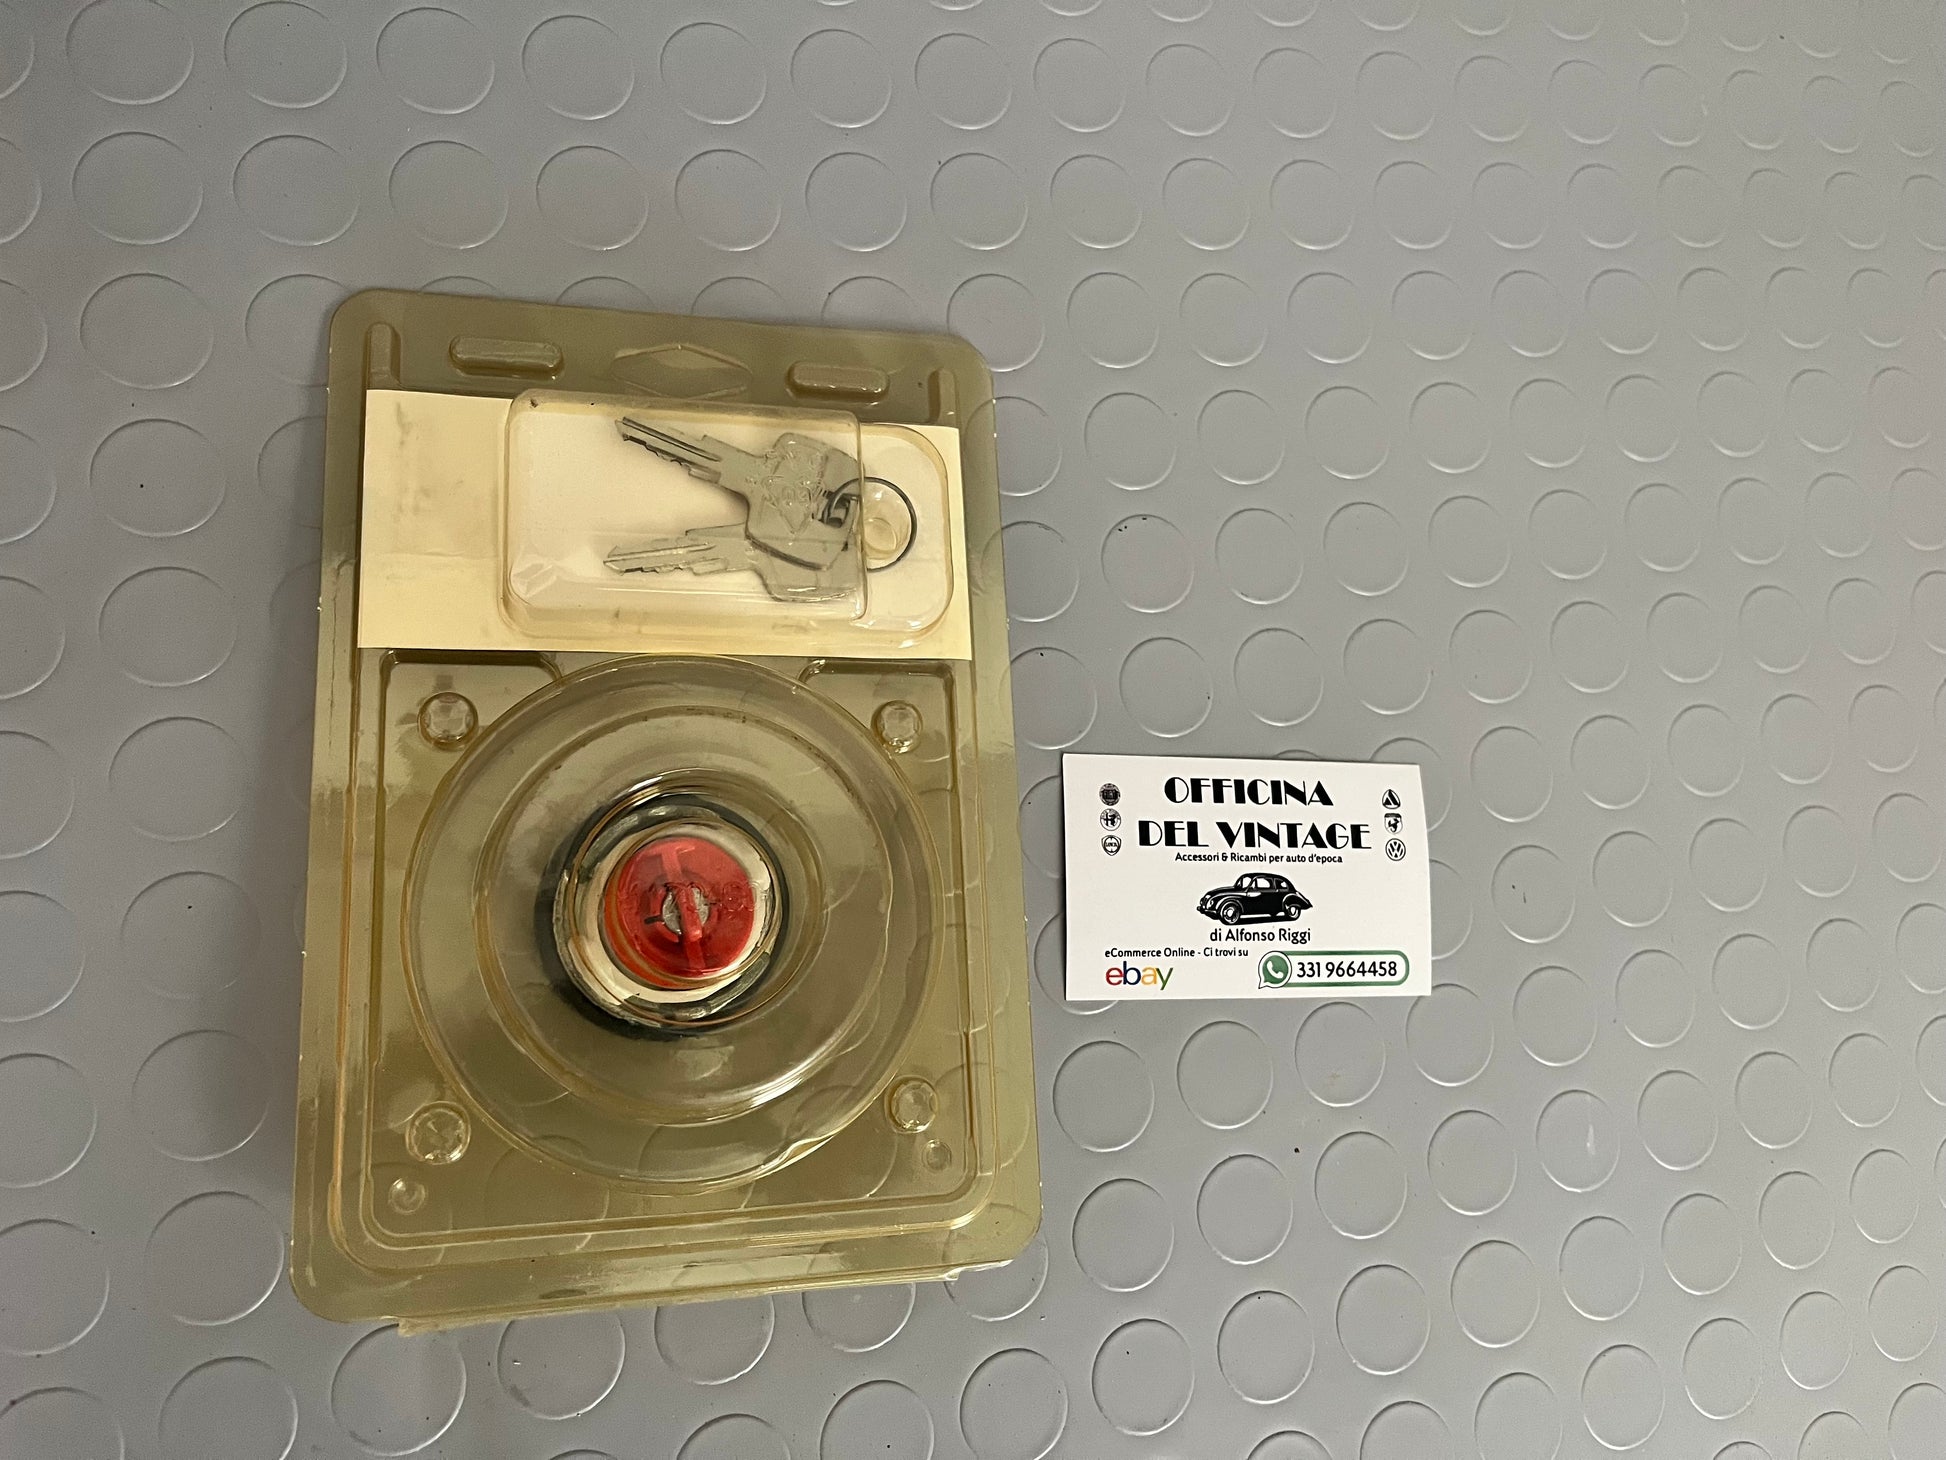 OFFICINA
DEL VINTAGE
Accessori & Ricambi per auto d'epoca
di Alfonso Riggi
eCommerce Online - Ci trovi su
ebay
331 9664458